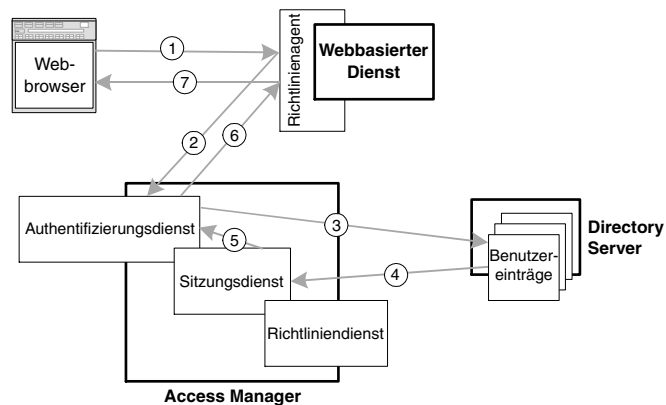 Web-
browser
1
7
Richtlinienagent
Webbasierter
Dienst
2
6
Authentifizierungsdienst
3
5
Sitzungsdienst
4
Benutzer-
einträge
Directory
Server
Richtliniendienst
Access Manager